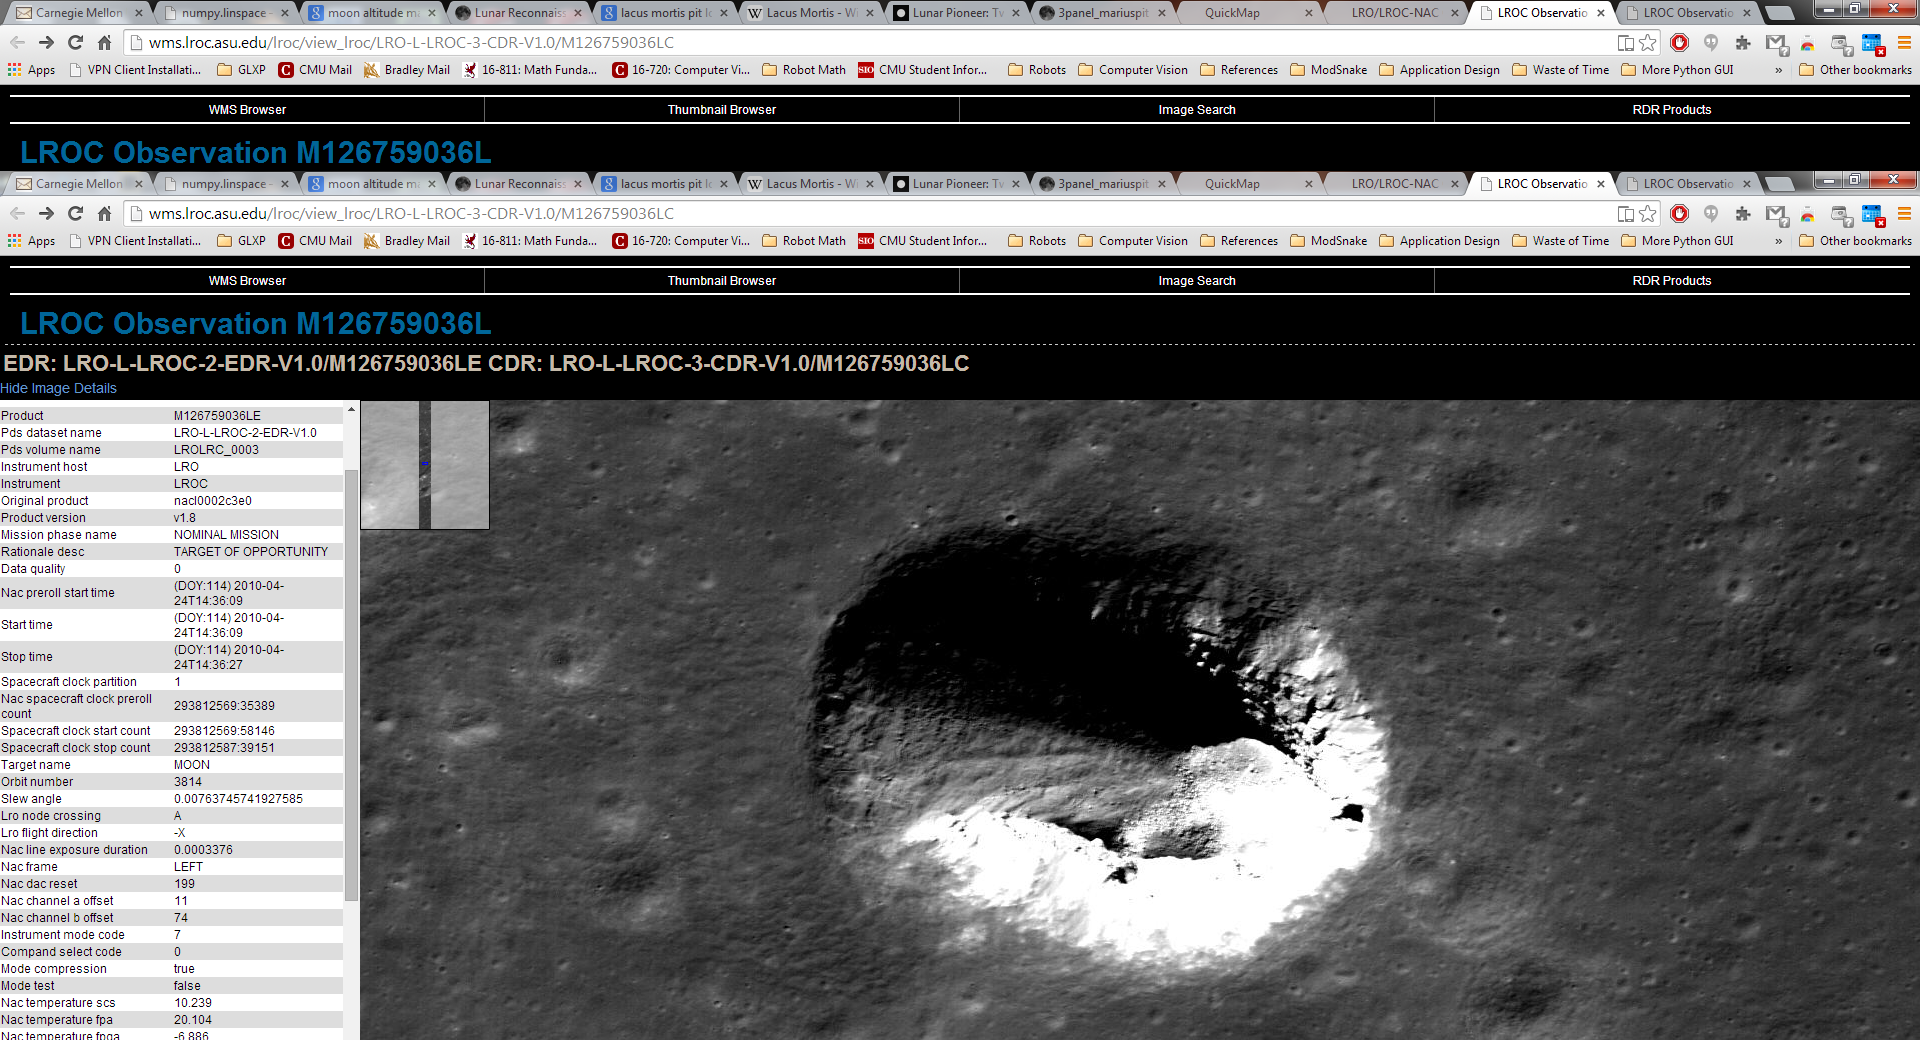 Carnegie Mellon
numpy.linspace
moon altitude ma
Lunar Reconnaiss
lacus mortis pit lo
Lacus Mortis - Wi
Lunar Pioneer: Tw
3panel_mariuspit
QuickMap
LRO/LROC-NAC
LROC Observatio
LROC Observatio
wms.lroc.asu.edu/lroc/view_lroc/LRO-L-LROC-3-CDR-V1.0/M126759036LC
Apps
VPN Client Installati...
GLXP
CMU Mail
Bradley Mail
16-811: Math Funda...
16-720: Computer Vi...
Robot Math
CMU Student Infor...
Robots
Computer Vision
References
ModSnake
Application Design
Waste of Time
More Python GUI
»
Other bookmarks
WMS Browser
Thumbnail Browser
Image Search
RDR Products
LROC Observation M126759036L
Carnegie Mellon
numpy.linspace -
moon altitude ma
Lunar Reconnaiss
lacus mortis pit lo
Lacus Mortis - Wi
Lunar Pioneer: Tw
3panel_mariuspit
QuickMap
LRO/LROC-NAC
LROC Observatio
LROC Observatio
wms.lroc.asu.edu/lroc/view_lroc/LRO-L-LROC-3-CDR-V1.0/M126759036LC
Apps
VPN Client Installati...
GLXP
CMU Mail
Bradley Mail
16-811: Math Funda...
16-720: Computer Vi...
Robot Math
CMU Student Infor...
Robots
Computer Vision
References
ModSnake
Application Design
Waste of Time
More Python GUI
»
Other bookmarks
WMS Browser
Thumbnail Browser
Image Search
RDR Products
LROC Observation M126759036L
EDR: LRO-L-LROC-2-EDR-V1.0/M126759036LE CDR: LRO-L-LROC-3-CDR-V1.0/M126759036LC
Hide Image Details
Product M126759036LE
Pds dataset name LRO-L-LROC-2-EDR-V1.0
Pds volume name LROLRC_0003
Instrument host LRO
Instrument LROC
Original product nacl0002c3e0
Product version v1.8
Mission phase name NOMINAL MISSION
Rationale desc TARGET OF OPPORTUNITY
Data quality 0
Nac preroll start time (DOY:114) 2010-04-
24T14:36:09
Start time (DOY:114) 2010-04-
24T14:36:09
Stop time (DOY:114) 2010-04-
24T14:36:27
Spacecraft clock partition 1
Nac spacecraft clock preroll
count 293812569:35389
Spacecraft clock start count 293812569:58146
Spacecraft clock stop count 293812587:39151
Target name MOON
Orbit number 3814
Slew angle 0.00763745741927585
Lro node crossing A
Lro flight direction -X
Nac line exposure duration 0.0003376
Nac frame LEFT
Nac dac reset 199
Nac channel a offset 11
Nac channel b offset 74
Instrument mode code 7
Compand select code 0
Mode compression true
Mode test false
Nac temperature scs 10.239
Nac temperature fpa 20.104
Nac temperature fpga -6.886